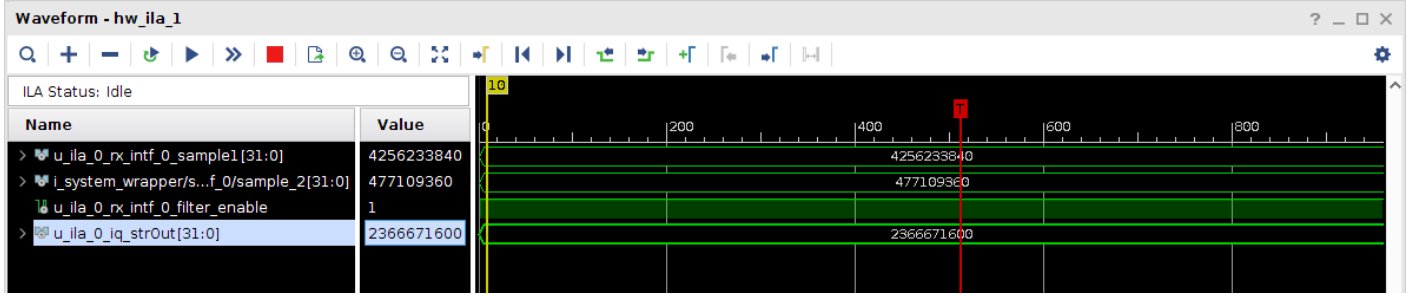 Waveform - hw_ila_1 ? _ □ X
ILA Status: Idle
Name Value
10
T
0 200 400 600 800
> u_ila_0_rx_intf_0_sample1[31:0] 4256233840 4256233840
> i_system_wrapper/s...f_0/sample_2[31:0] 477109360 477109360
u_ila_0_rx_intf_0_filter_enable 1
> u_ila_0_iq_strOut[31:0] 2366671600 2366671600